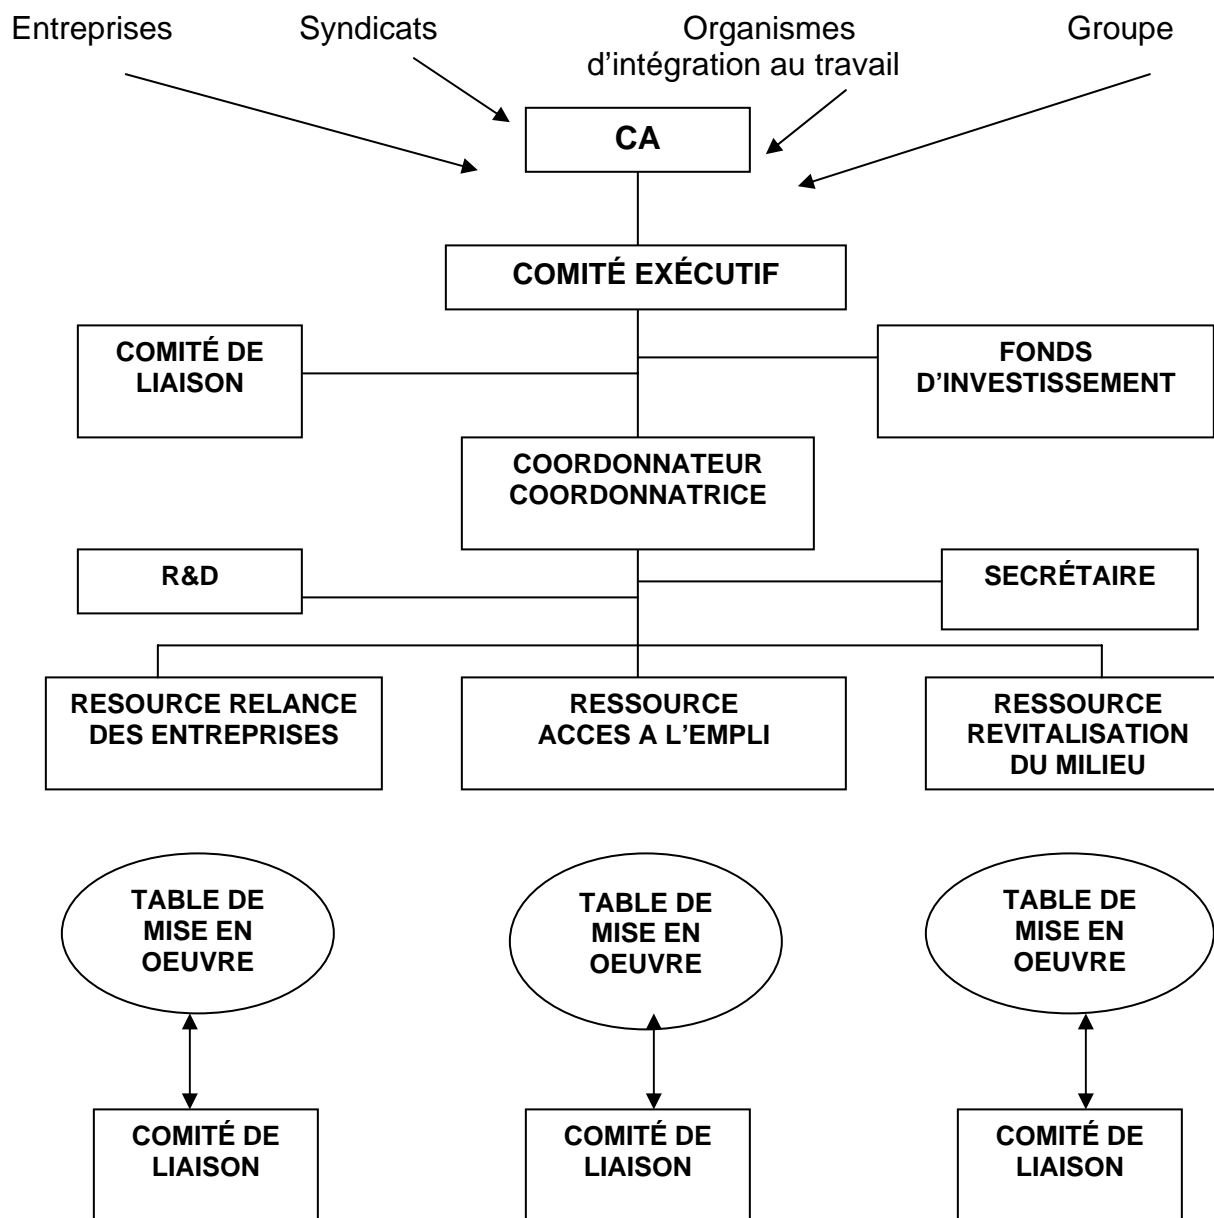 Entreprises
Syndicats
Organismes
d’intégration au travail
Groupe
CA
COMITÉ EXÉCUTIF
COMITÉ DE
LIAISON
FONDS
D’INVESTISSEMENT
COORDONNATEUR
COORDONNATRICE
R&D
SECRÉTAIRE
RESOURCE RELANCE
DES ENTREPRISES
RESSOURCE
ACCES A L’EMPLI
RESSOURCE
REVITALISATION
DU MILIEU
TABLE DE
MISE EN
OEUVRE
TABLE DE
MISE EN
OEUVRE
TABLE DE
MISE EN
OEUVRE
COMITÉ DE
LIAISON
COMITÉ DE
LIAISON
COMITÉ DE
LIAISON